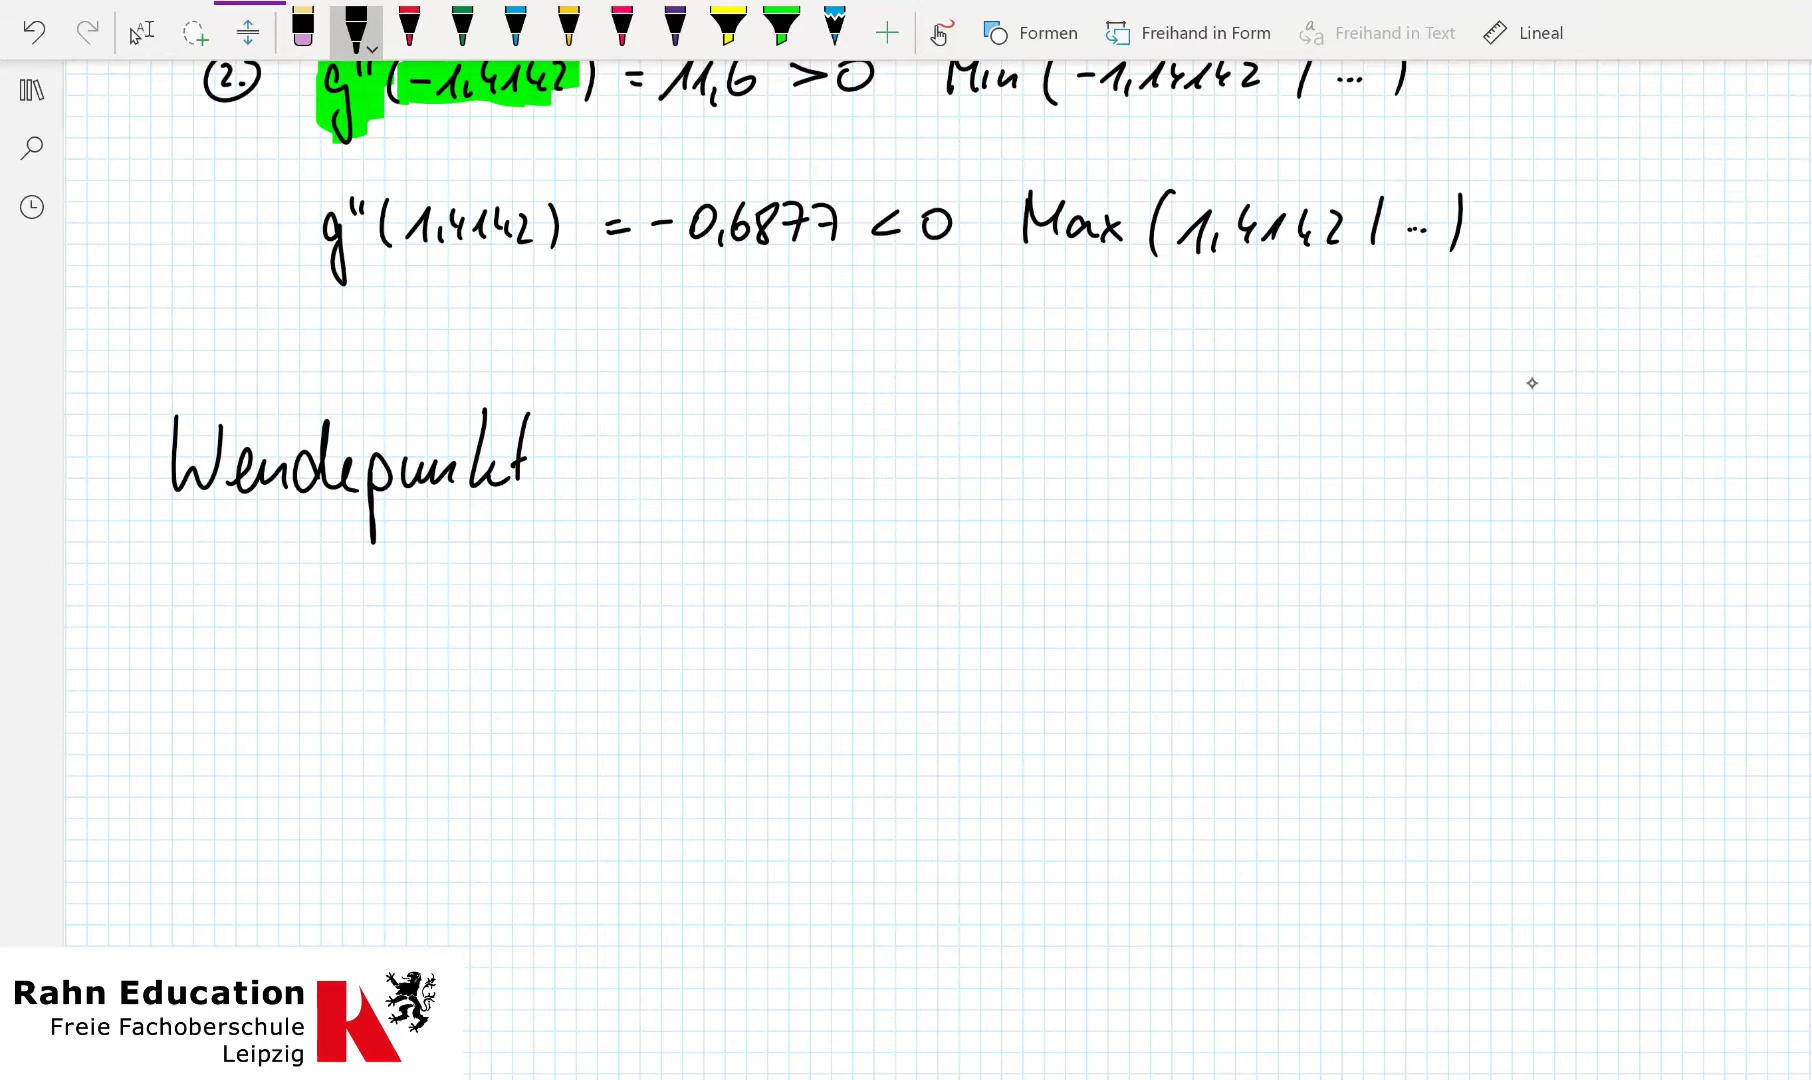 Formen Freihand in Form Freihand in Text Lineal
2. g''(-1,4142) = 11,6 >0 Min (-1,14142 / ... )
g''(1,4142) = -0,6877 < 0 Max (1,4142 / .. )
Wendepunkt
Rahn Education
Freie Fachoberschule
Leipzig